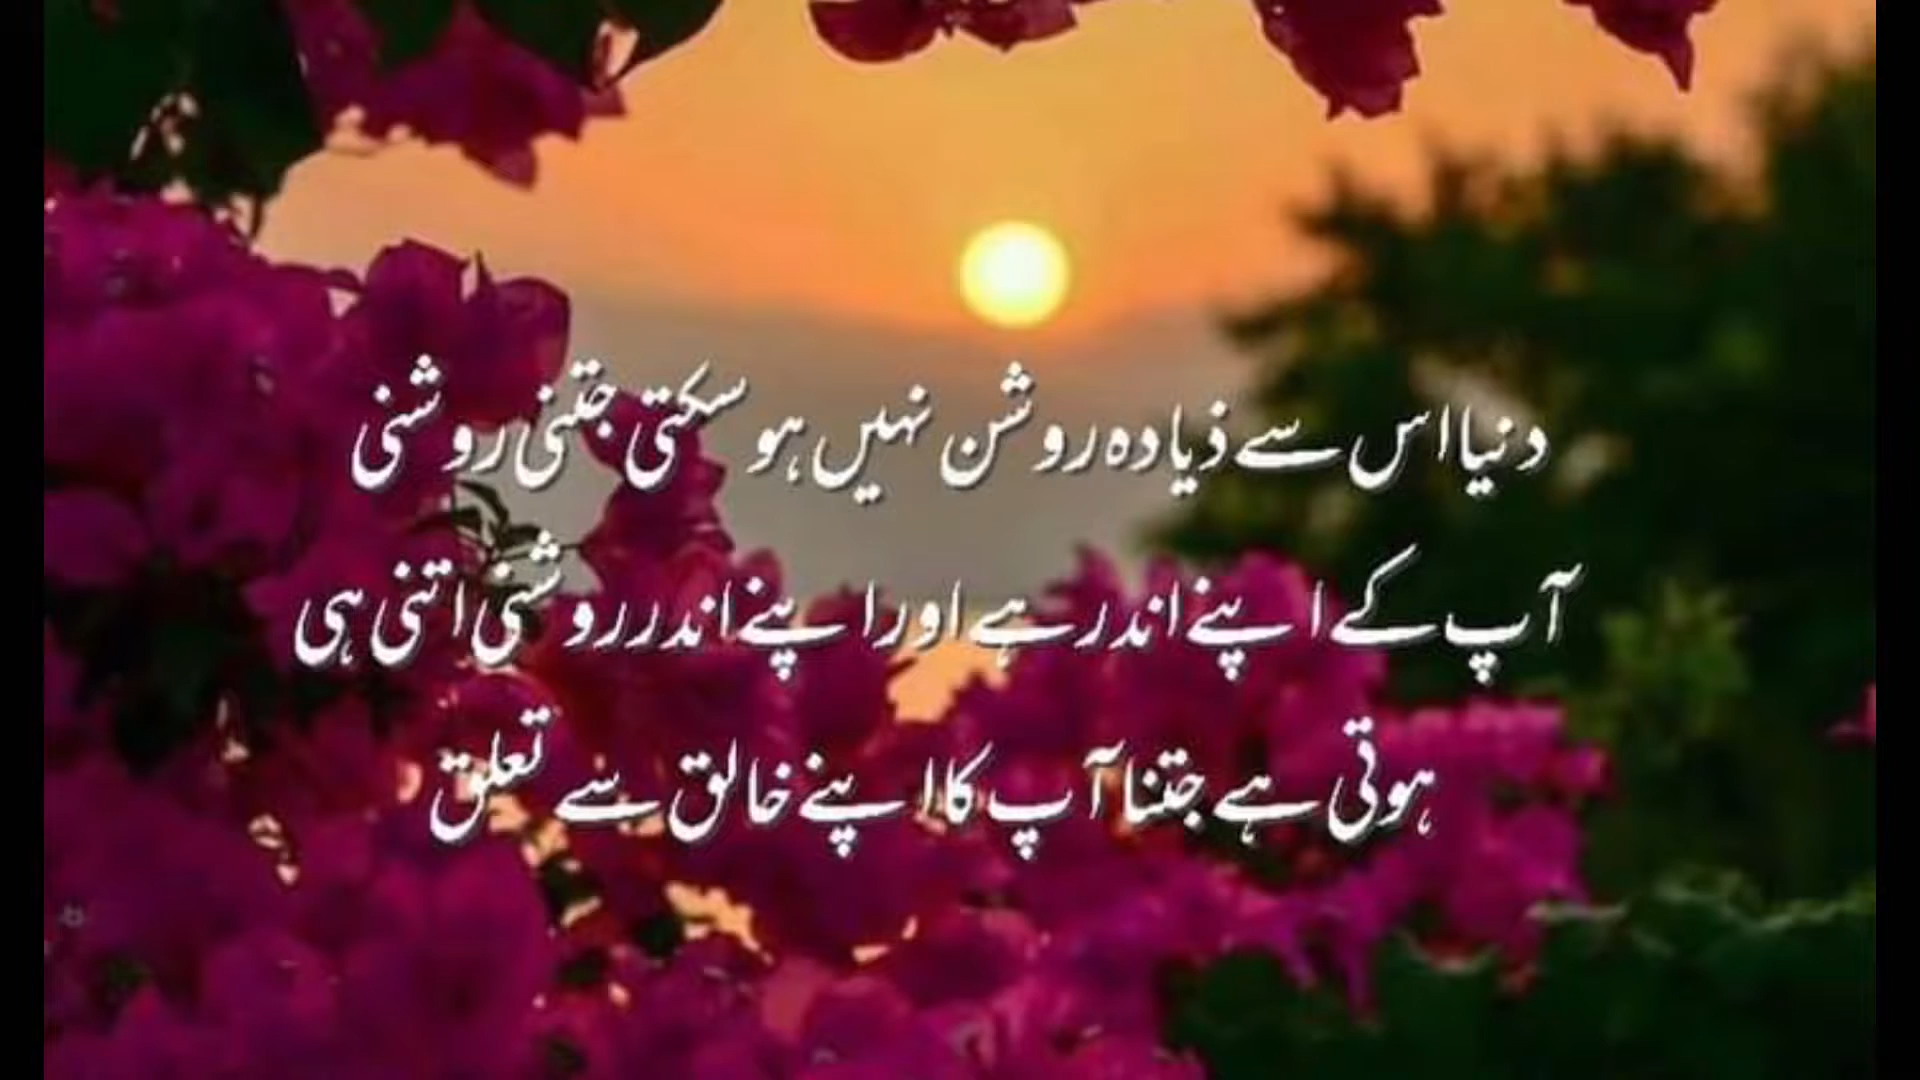 دنیا اس سے ذیادہ روشن نہیں ہو سکتی جتنی روشنی
آپ کے اپنے اندر ہے اور اپنے اندر روشنی اتنی ہی
ہوتی ہے جتنا آپ کا اپنے خالق سے تعلق